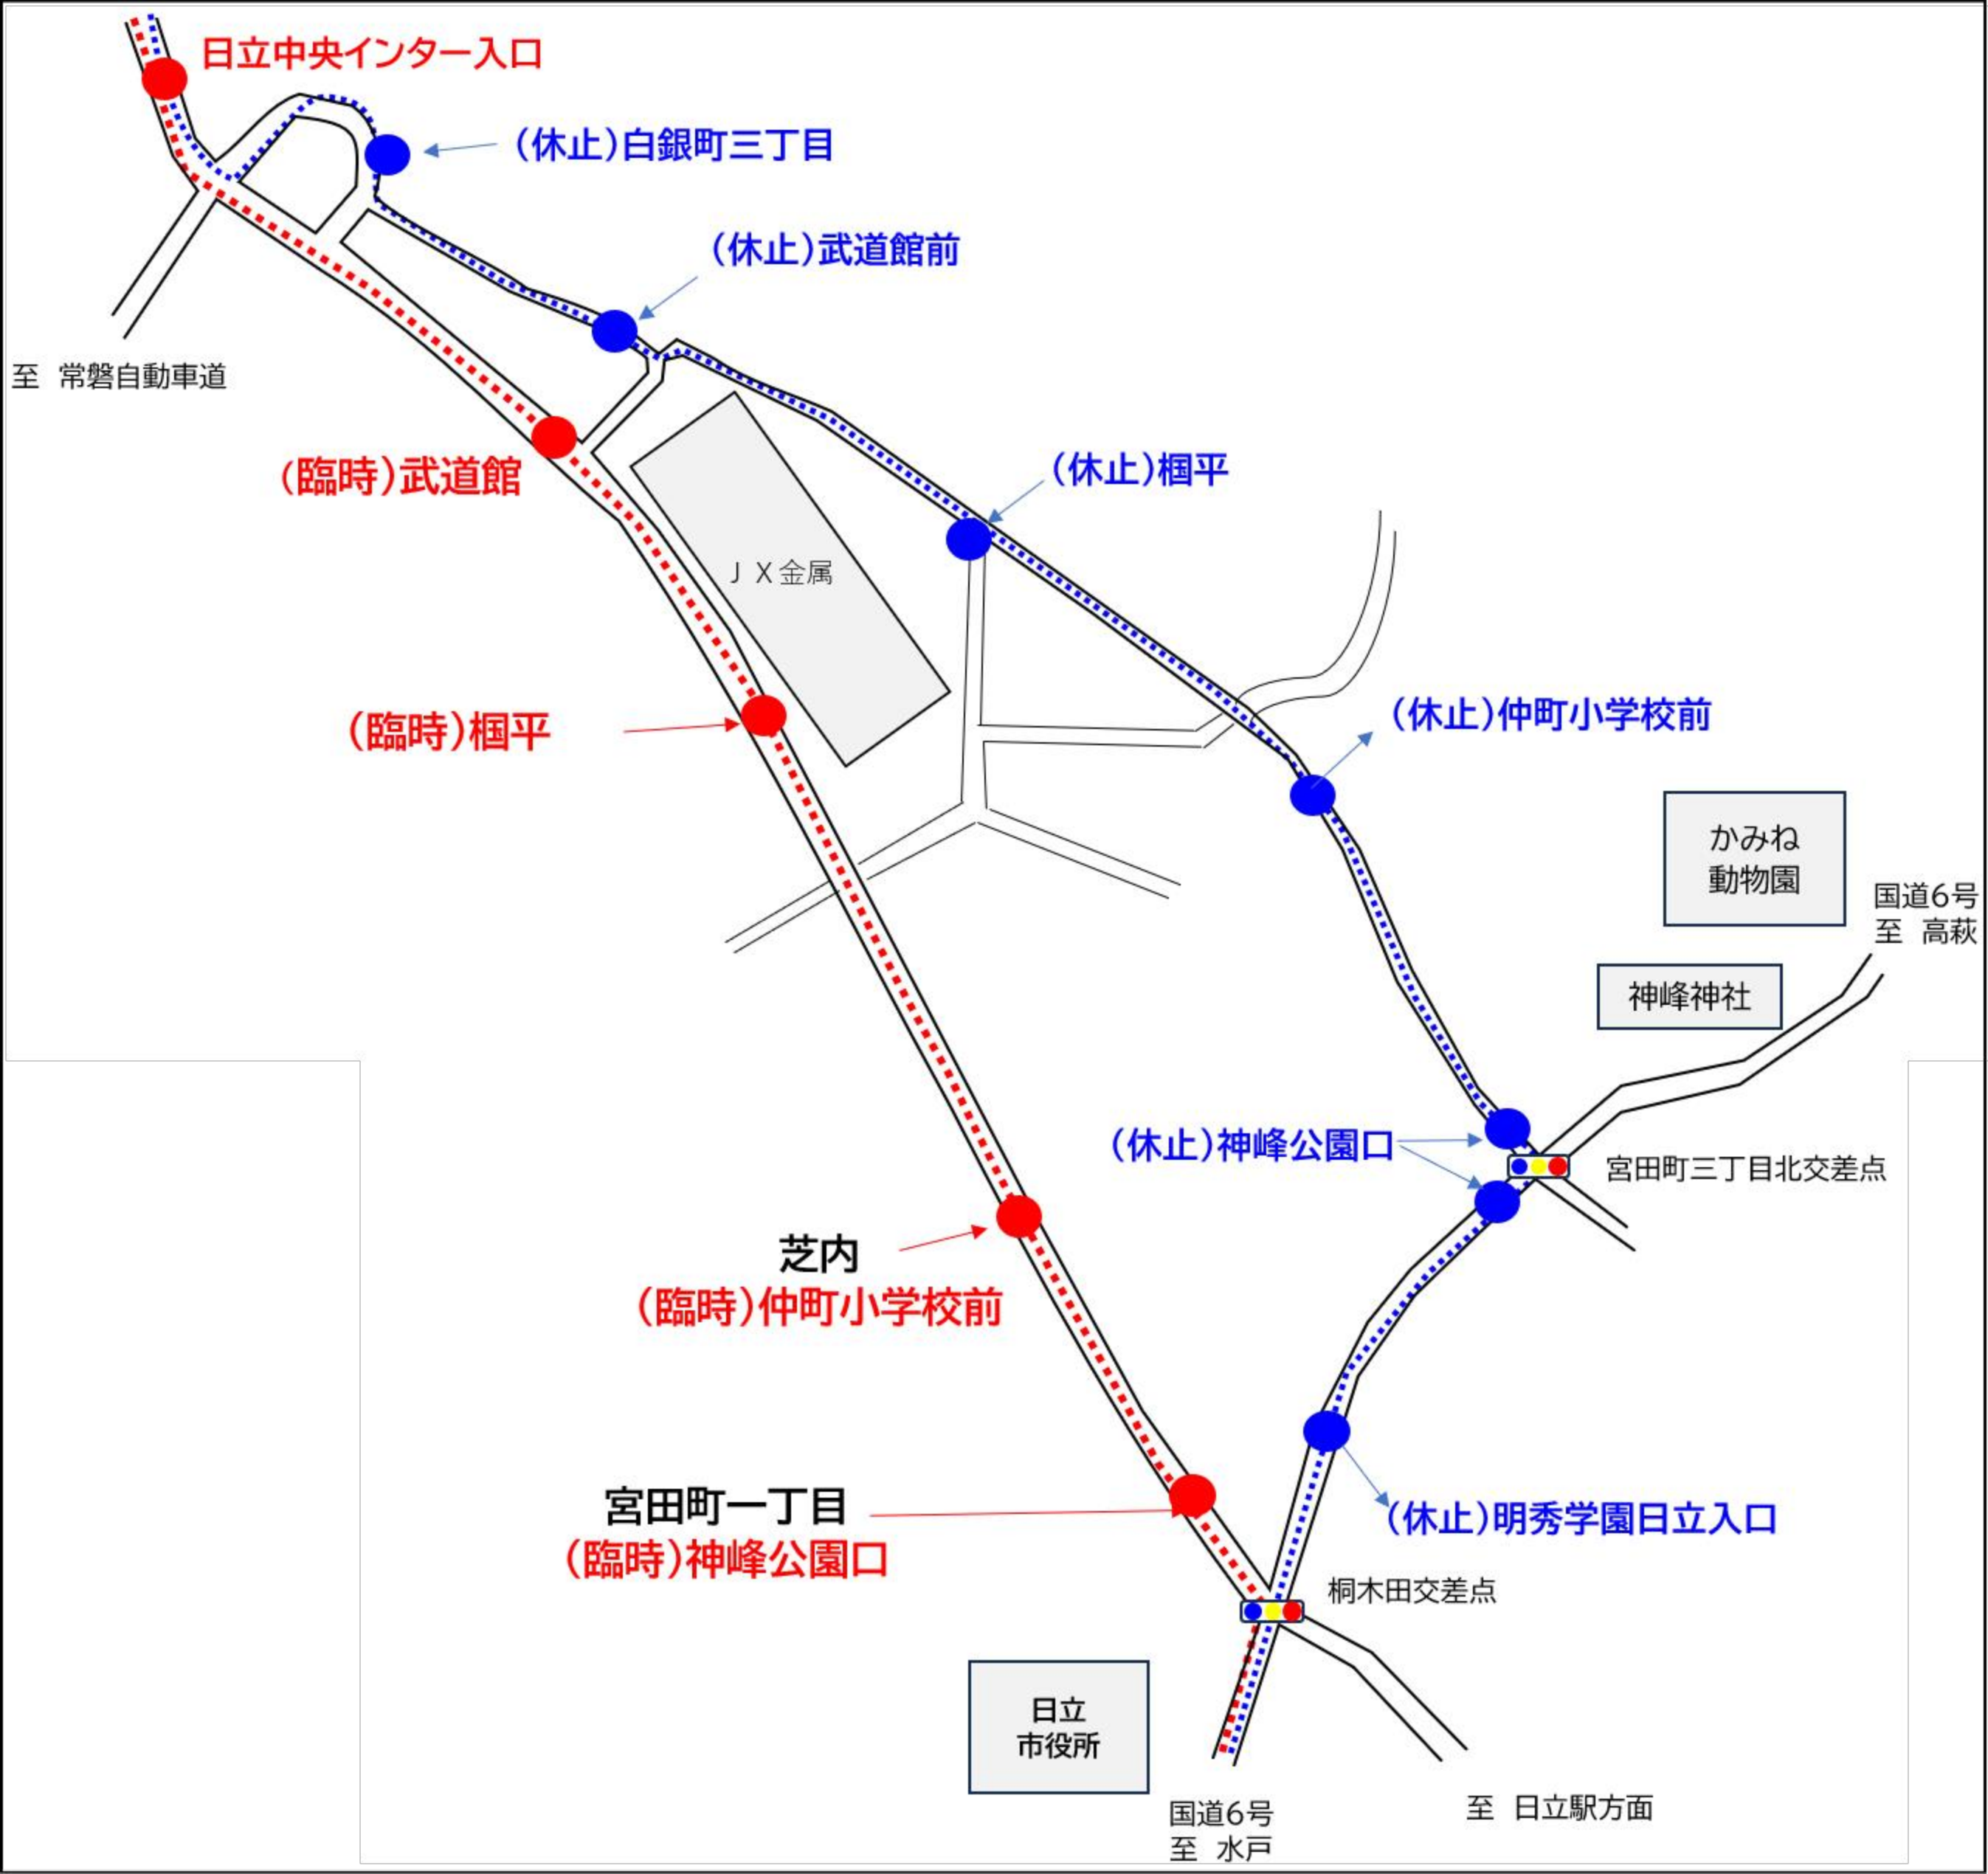 日立中央インター入口
（休止）白銀町三丁目
（休止）武道館前
至 常磐自動車道
（臨時）武道館
（休止）椢平
ＪＸ金属
（臨時）椢平
（休止）仲町小学校前
かみね
動物園
国道6号
至 高萩
神峰神社
（休止）神峰公園口
宮田町三丁目北交差点
芝内
（臨時）仲町小学校前
宮田町一丁目
（臨時）神峰公園口
（休止）明秀学園日立入口
桐木田交差点
日立
市役所
国道6号
至 水戸
至 日立駅方面